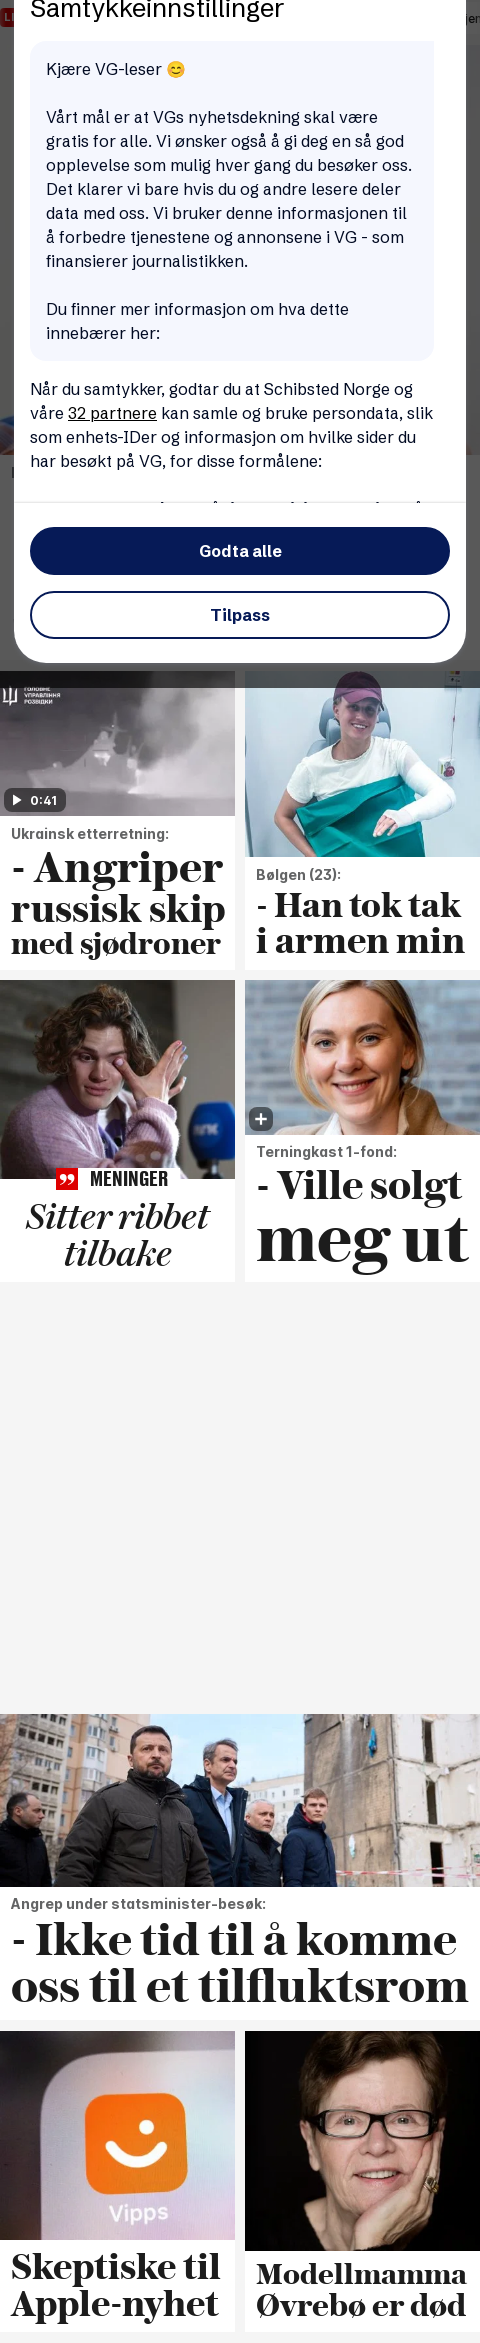 Samtykkeinnstillinger
Kjære VG-leser 😊
Vårt mål er at VGs nyhetsdekning skal være
gratis for alle. Vi ønsker også å gi deg en så god
opplevelse som mulig hver gang du besøker oss.
Det klarer vi bare hvis du og andre lesere deler
data med oss. Vi bruker denne informasjonen til
å forbedre tjenestene og annonsene i VG - som
finansierer journalistikken.
Du finner mer informasjon om hva dette
innebærer her:
Når du samtykker, godtar du at Schibsted Norge og
våre 32 partnere kan samle og bruke persondata, slik
som enhets-IDer og informasjon om hvilke sider du
har besøkt på VG, for disse formålene:
Godta alle
Tilpass
ГОЛОВНЕ
УПРАВЛІННЯ
РОЗВІДКИ
0:41
Ukrainsk etterretning:
- Angriper
russisk skip
med sjødroner
Bølgen (23):
- Han tok tak
i armen min
NRK
MENINGER
Sitter ribbet
tilbake
Terningkast 1-fond:
- Ville solgt
meg ut
Angrep under statsminister-besøk:
- Ikke tid til å komme
oss til et tilfluktsrom
Vipps
Skeptiske til
Apple-nyhet
Modellmamma
Øvrebø er død